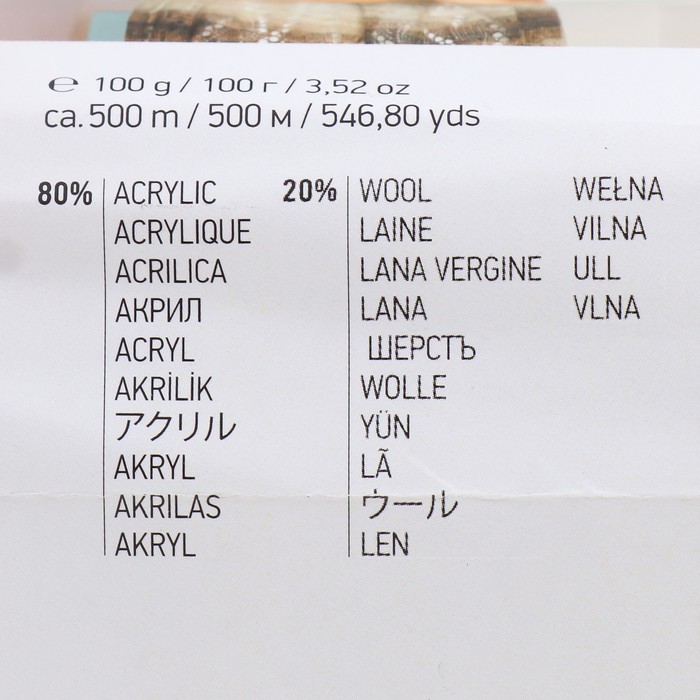 ℮ 100 g / 100 г / 3,52 oz
ca. 500 m / 500 м / 546,80 yds
80%
ACRYLIC
ACRYLIQUE
ACRILICA
АКРИЛ
ACRYL
AKRİLİK
アクリル
AKRYL
AKRILAS
AKRYL
20%
WOOL
LAINE
LANA VERGINE
LANA
ШЕРСТЬ
WOLLE
YÜN
LÃ
ウール
LEN
WEŁNA
VILNA
ULL
VLNA